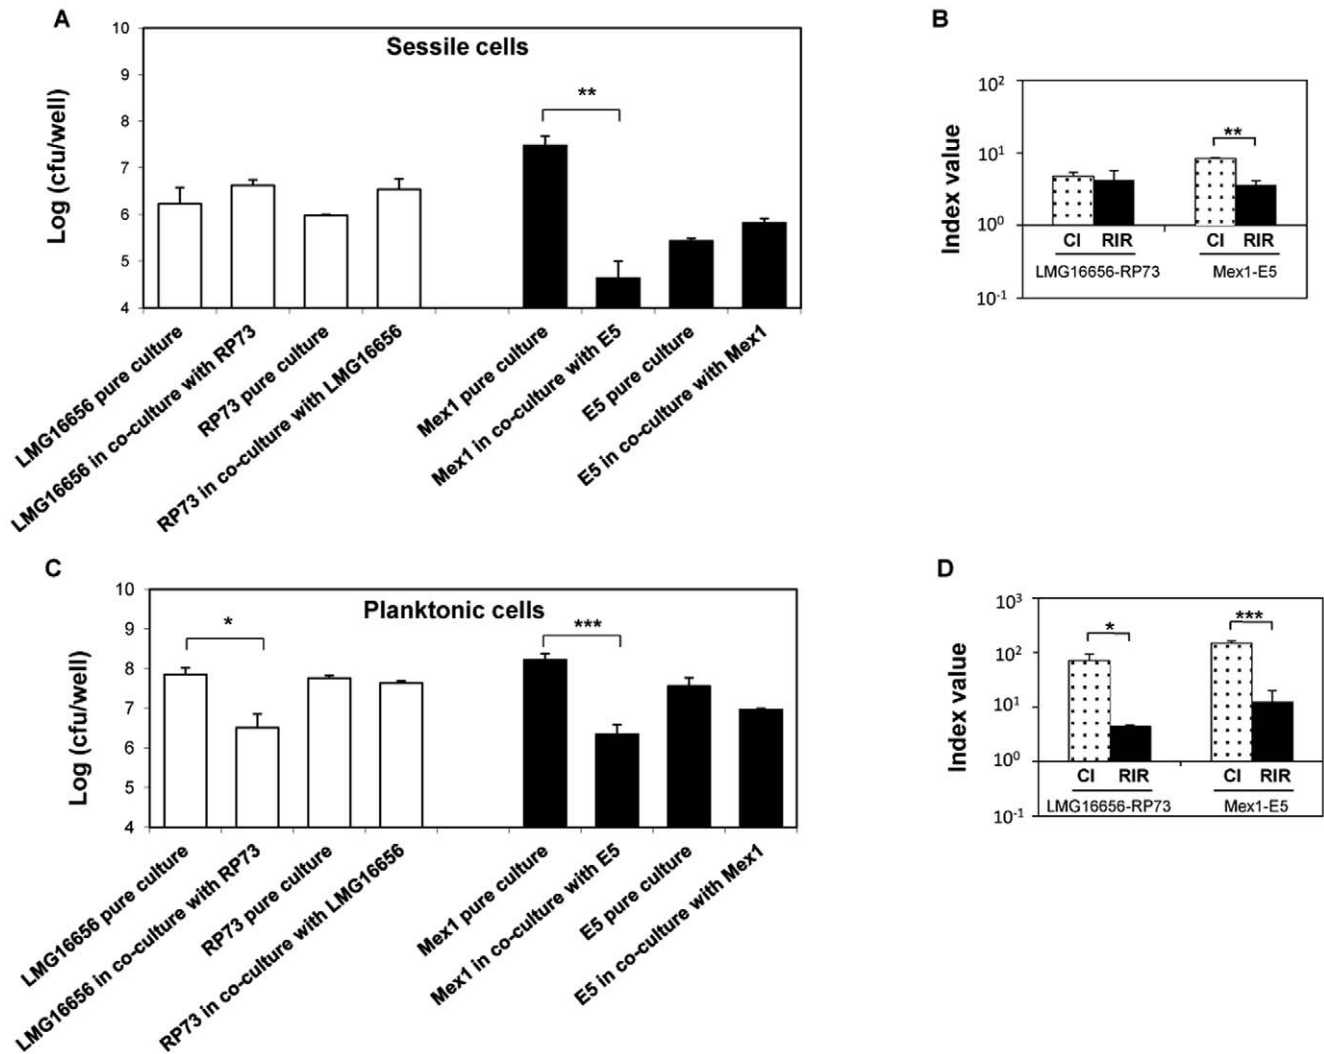 A
Sessile cells
Log (cfu/well)
10
9
8
7
6
5
4
**
LMG16656 pure culture
LMG16656 in co-culture with RP73
RP73 pure culture
RP73 in co-culture with LMG16656
Mex1 pure culture
Mex1 in co-culture with E5
E5 pure culture
E5 in co-culture with Mex1
B
Index value
10²
10¹
10⁰
10⁻¹
**
CI RIR CI RIR
LMG16656-RP73 Mex1-E5
C
Planktonic cells
Log (cfu/well)
10
9
8
7
6
5
4
* ***
LMG16656 pure culture
LMG16656 in co-culture with RP73
RP73 pure culture
RP73 in co-culture with LMG16656
Mex1 pure culture
Mex1 in co-culture with E5
E5 pure culture
E5 in co-culture with Mex1
D
Index value
10³
10²
10¹
10⁰
10⁻¹
* ***
CI RIR CI RIR
LMG16656-RP73 Mex1-E5